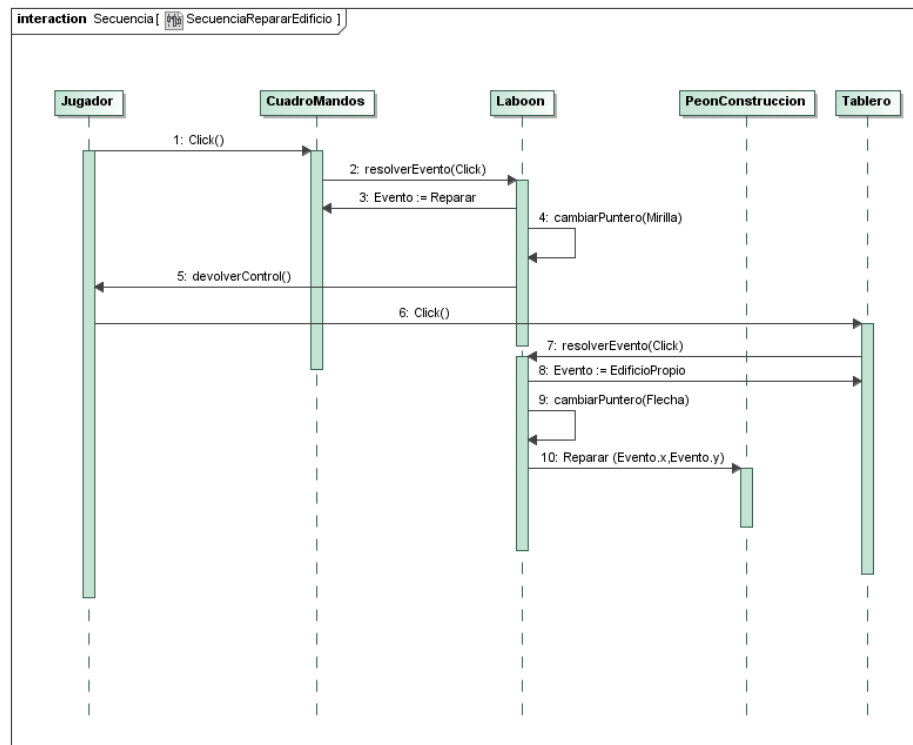 interaction Secuencia [ SecuenciaRepararEdificio ]
Jugador
CuadroMandos
Laboon
PeonConstruccion
Tablero
1: Click()
2: resolverEvento(Click)
3: Evento := Reparar
4: cambiarPuntero(Mirilla)
5: devolverControl()
6: Click()
7: resolverEvento(Click)
8: Evento := EdificioPropio
9: cambiarPuntero(Flecha)
10: Reparar (Evento.x,Evento.y)